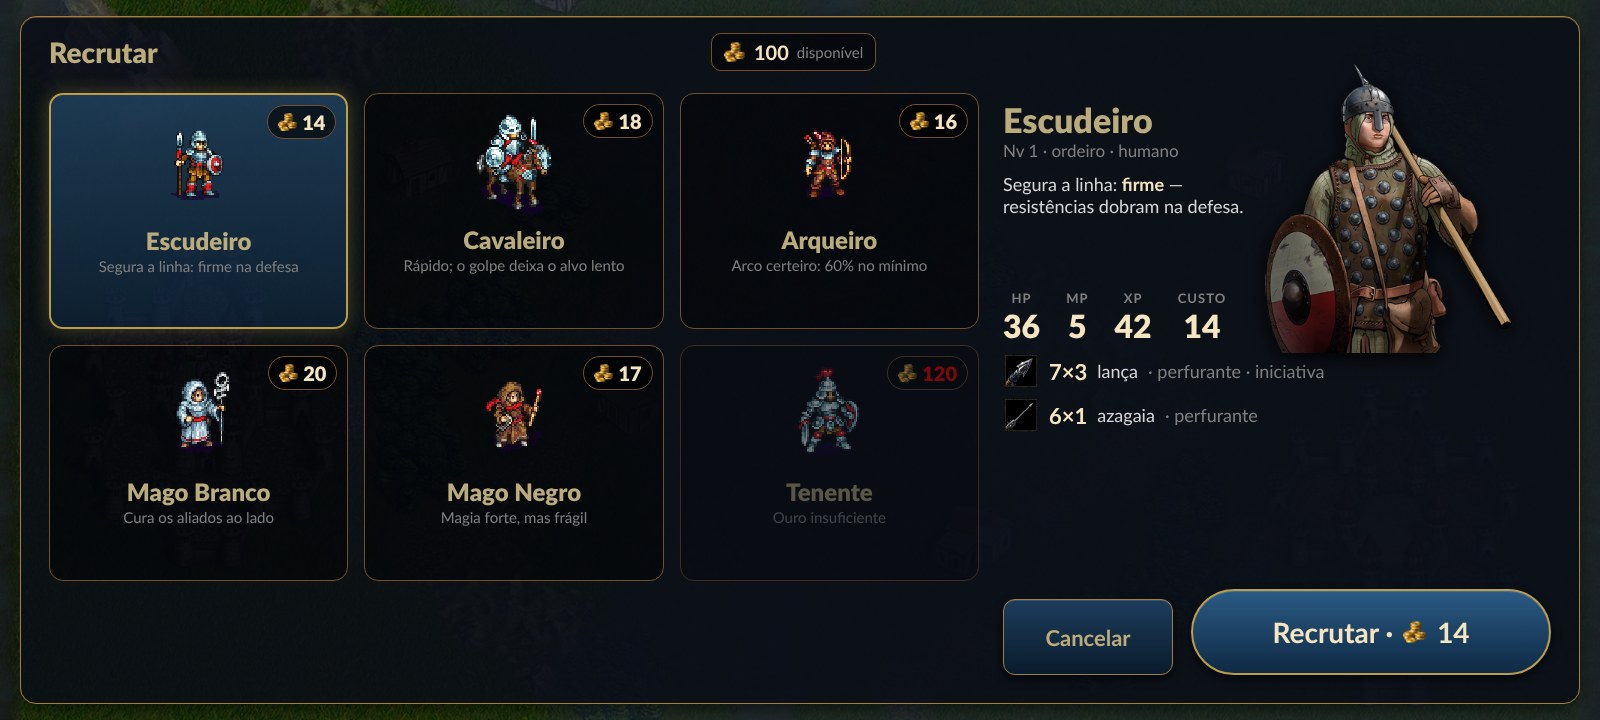 Recrutar
100 disponível
14
Escudeiro
Segura a linha: firme na defesa
18
Cavaleiro
Rápido; o golpe deixa o alvo lento
16
Arqueiro
Arco certeiro: 60% no mínimo
20
Mago Branco
Cura os aliados ao lado
17
Mago Negro
Magia forte, mas frágil
120
Tenente
Ouro insuficiente
Escudeiro
Nv 1 · ordeiro · humano
Segura a linha: firme —
resistências dobram na defesa.
HP MP XP CUSTO
36 5 42 14
7×3 lança · perfurante · iniciativa
6×1 azagaia · perfurante
Cancelar
Recrutar · 14